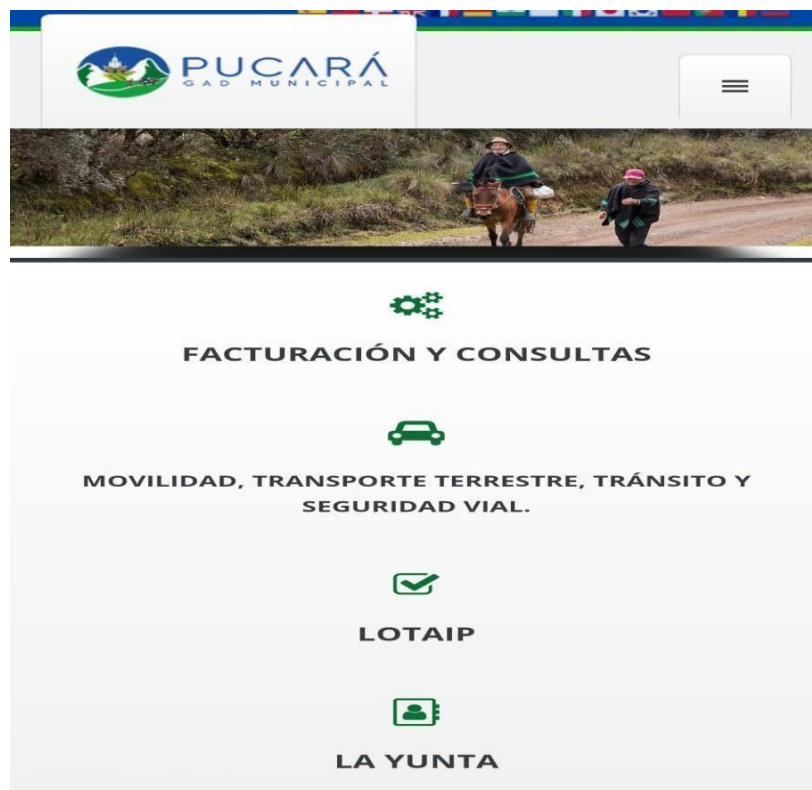 PUCARÁ
GAD MUNICIPAL
FACTURACIÓN Y CONSULTAS
MOVILIDAD, TRANSPORTE TERRESTRE, TRÁNSITO Y
SEGURIDAD VIAL.
LOTAIP
LA YUNTA